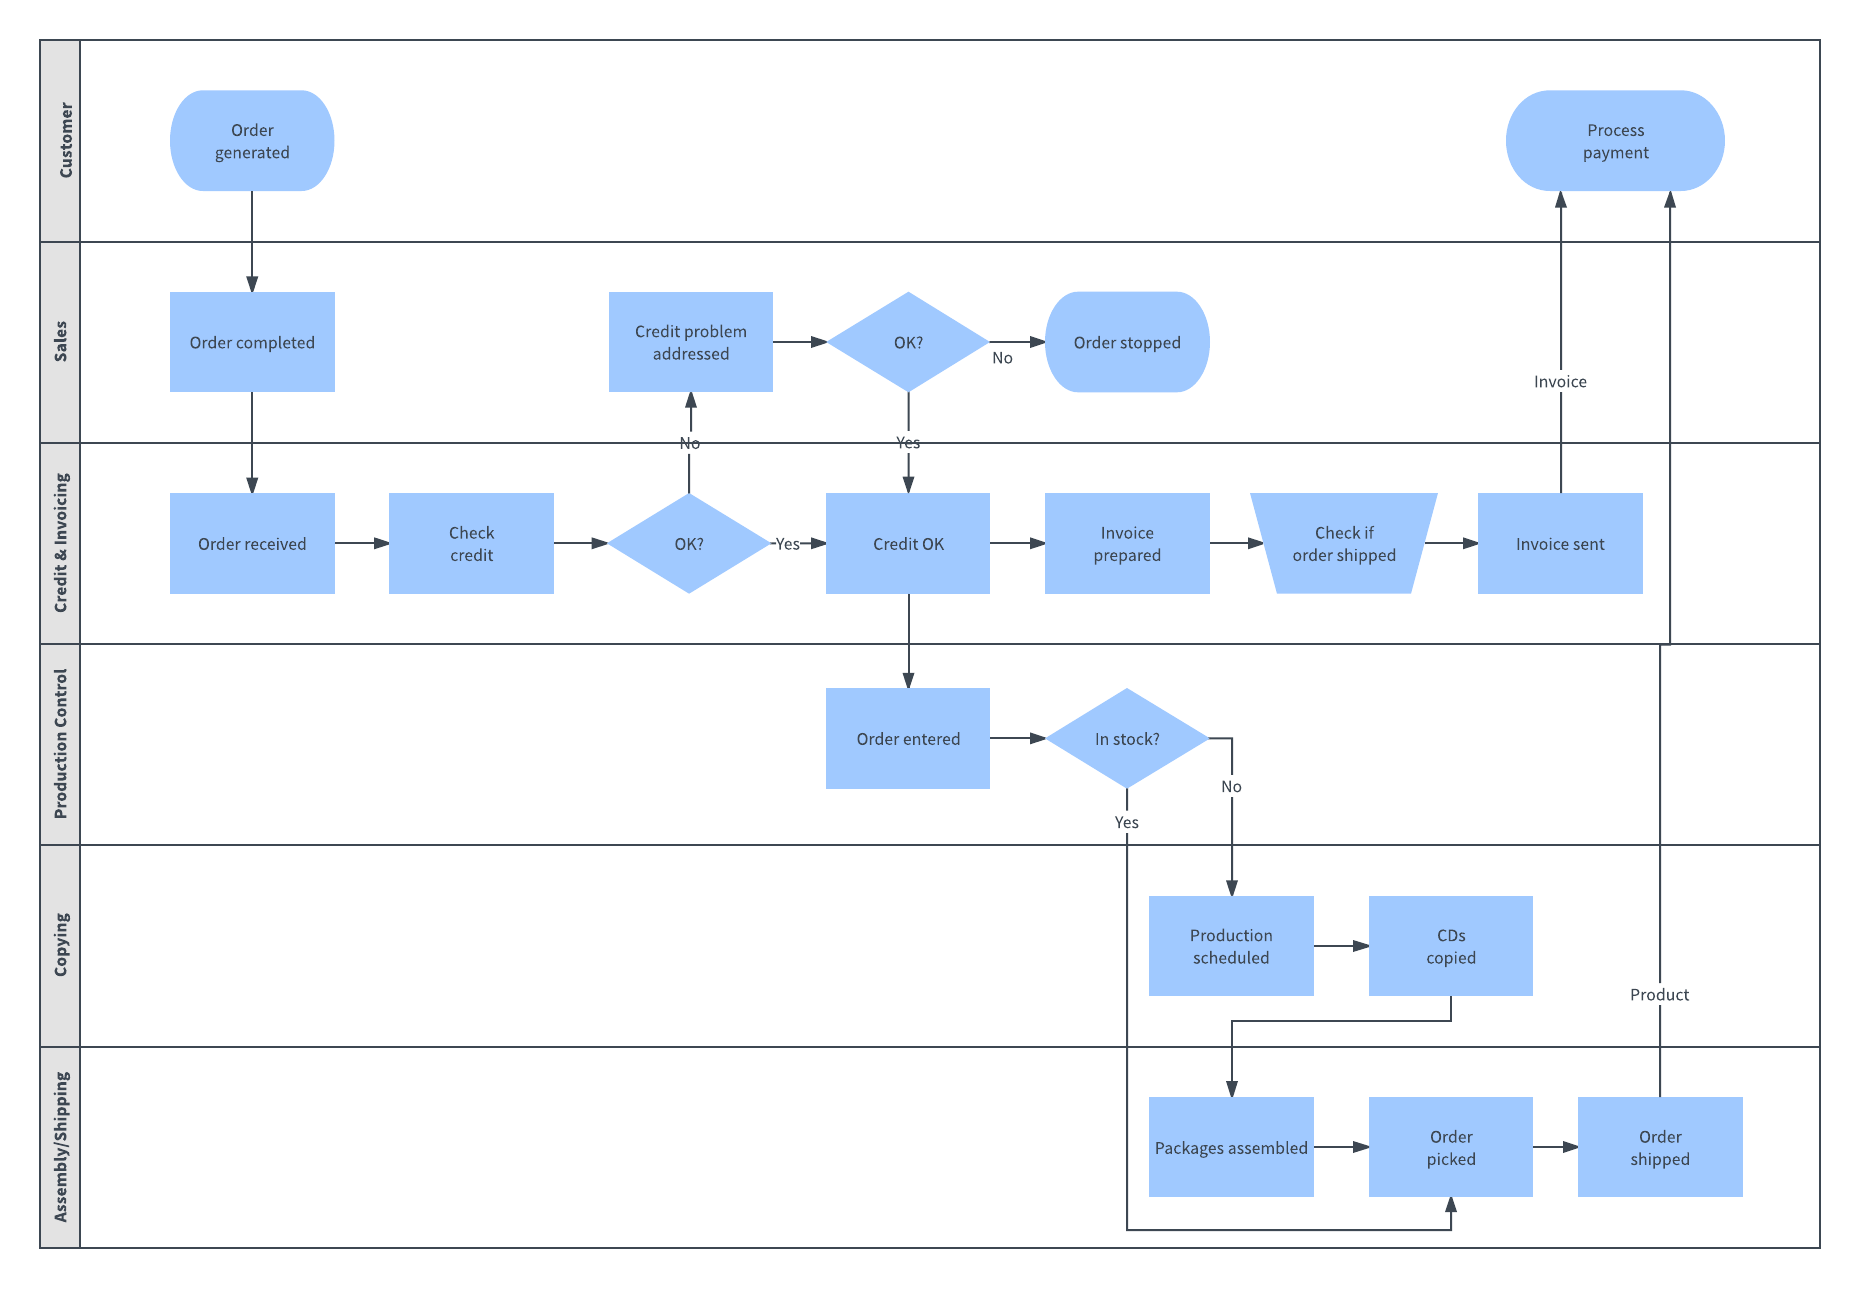 Customer
Order
generated
Process
payment
Sales
Order completed
Credit problem
addressed
OK?
No
Order stopped
Invoice
No
Yes
Credit & Invoicing
Order received
Check
credit
OK?
Yes
Credit OK
Invoice
prepared
Check if
order shipped
Invoice sent
Production Control
Order entered
In stock?
No
Yes
Copying
Production
scheduled
CDs
copied
Product
Assembly/Shipping
Packages assembled
Order
picked
Order
shipped